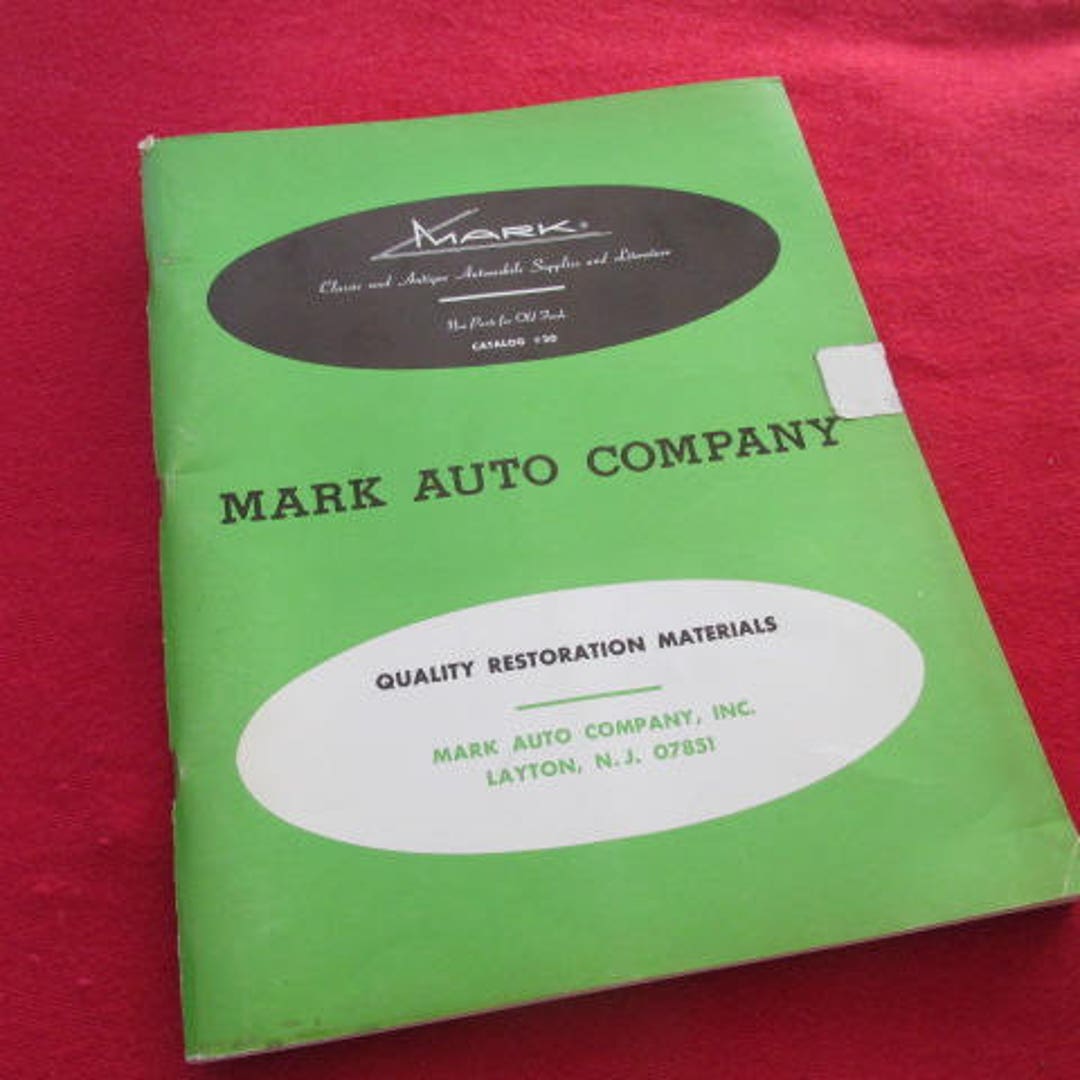 MARK
Classic and Antique Automobile Supplies and Literature
New Parts for Old Fords
CATALOG #20
MARK AUTO COMPANY
QUALITY RESTORATION MATERIALS
MARK AUTO COMPANY, INC.
LAYTON, N.J. 07851